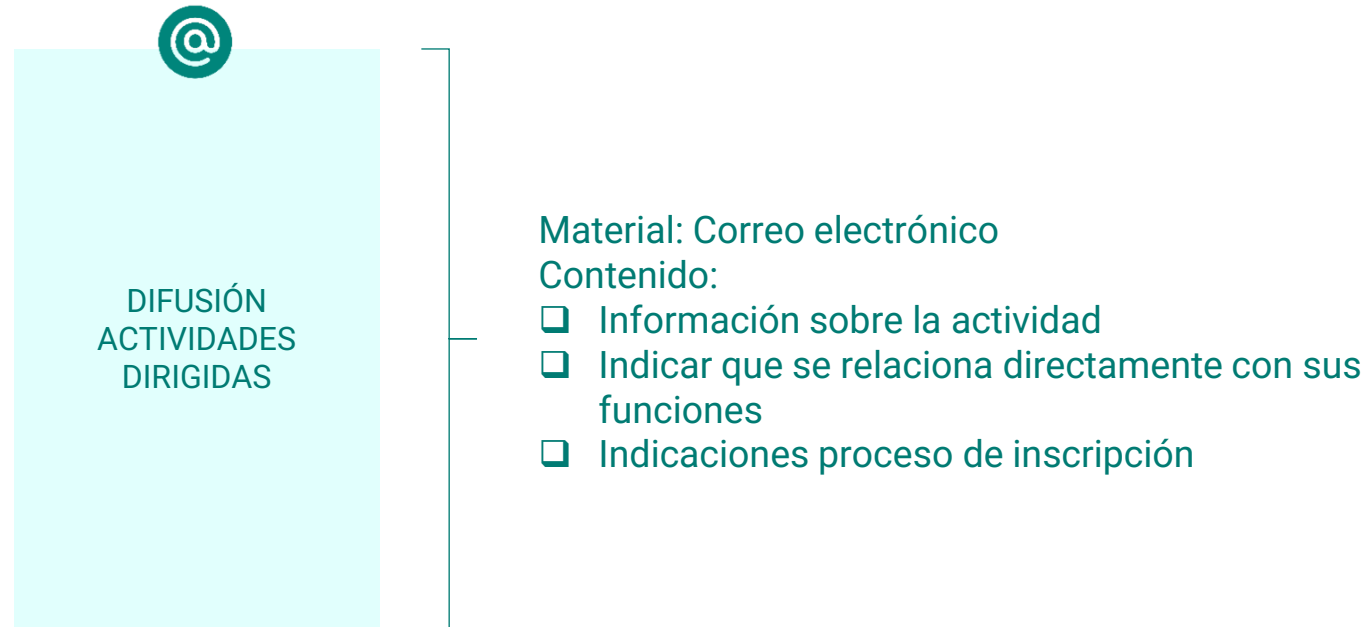 @
DIFUSIÓN
ACTIVIDADES
DIRIGIDAS
Material: Correo electrónico
Contenido:
❑ Información sobre la actividad
❑ Indicar que se relaciona directamente con sus
funciones
❑ Indicaciones proceso de inscripción